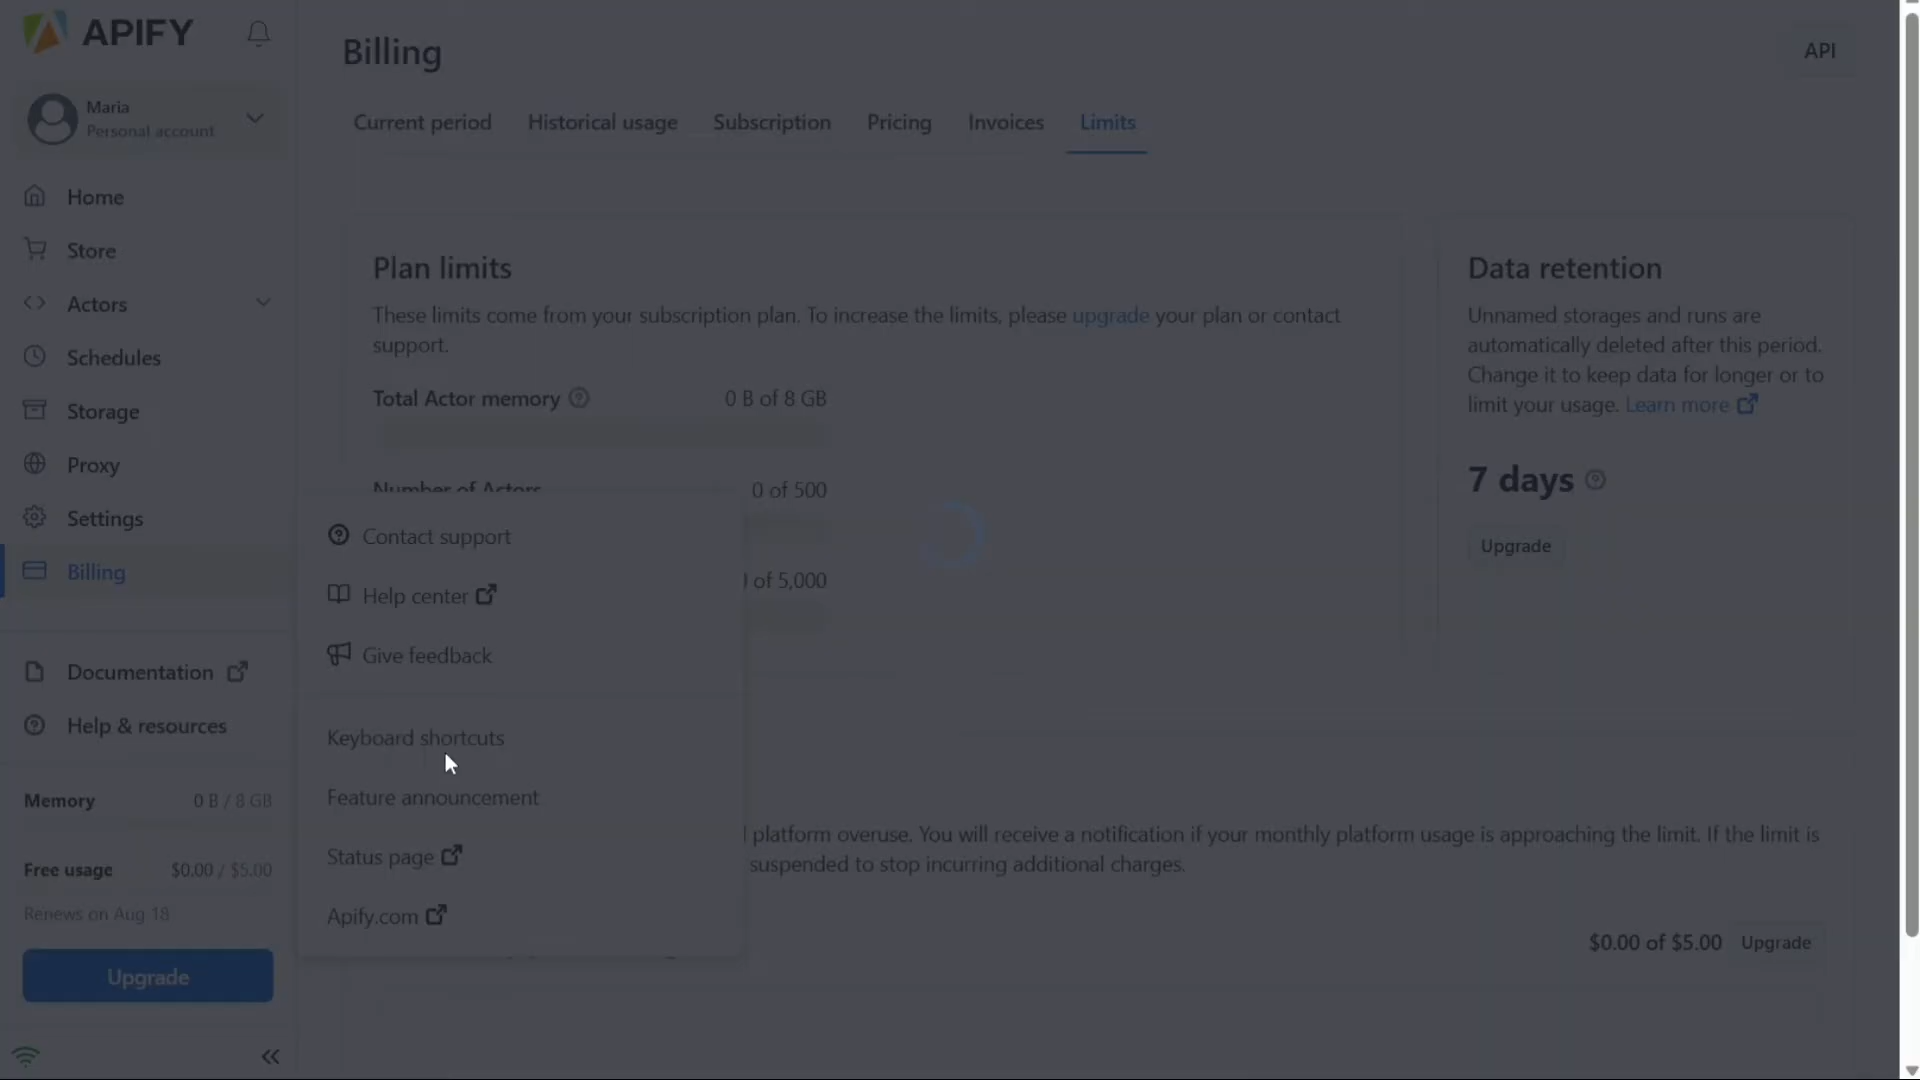 APIFY
Maria
Personal account
Home
Store
Actors
Schedules
Storage
Proxy
Settings
Billing
Documentation
Help & resources
Memory 0 B / 8 GB
Free usage $0.00 / $5.00
Renews on Aug 18
Upgrade
Billing
API
Current period Historical usage Subscription Pricing Invoices Limits
Plan limits
These limits come from your subscription plan. To increase the limits, please upgrade your plan or contact
support.
Total Actor memory 0 B of 8 GB
Number of Actors 0 of 500
of 5,000
Contact support
Help center
Give feedback
Keyboard shortcuts
Feature announcement
Status page
Apify.com
Data retention
Unnamed storages and runs are
automatically deleted after this period.
Change it to keep data for longer or to
limit your usage. Learn more
7 days
Upgrade
platform overuse. You will receive a notification if your monthly platform usage is approaching the limit. If the limit is
suspended to stop incurring additional charges.
$0.00 of $5.00 Upgrade